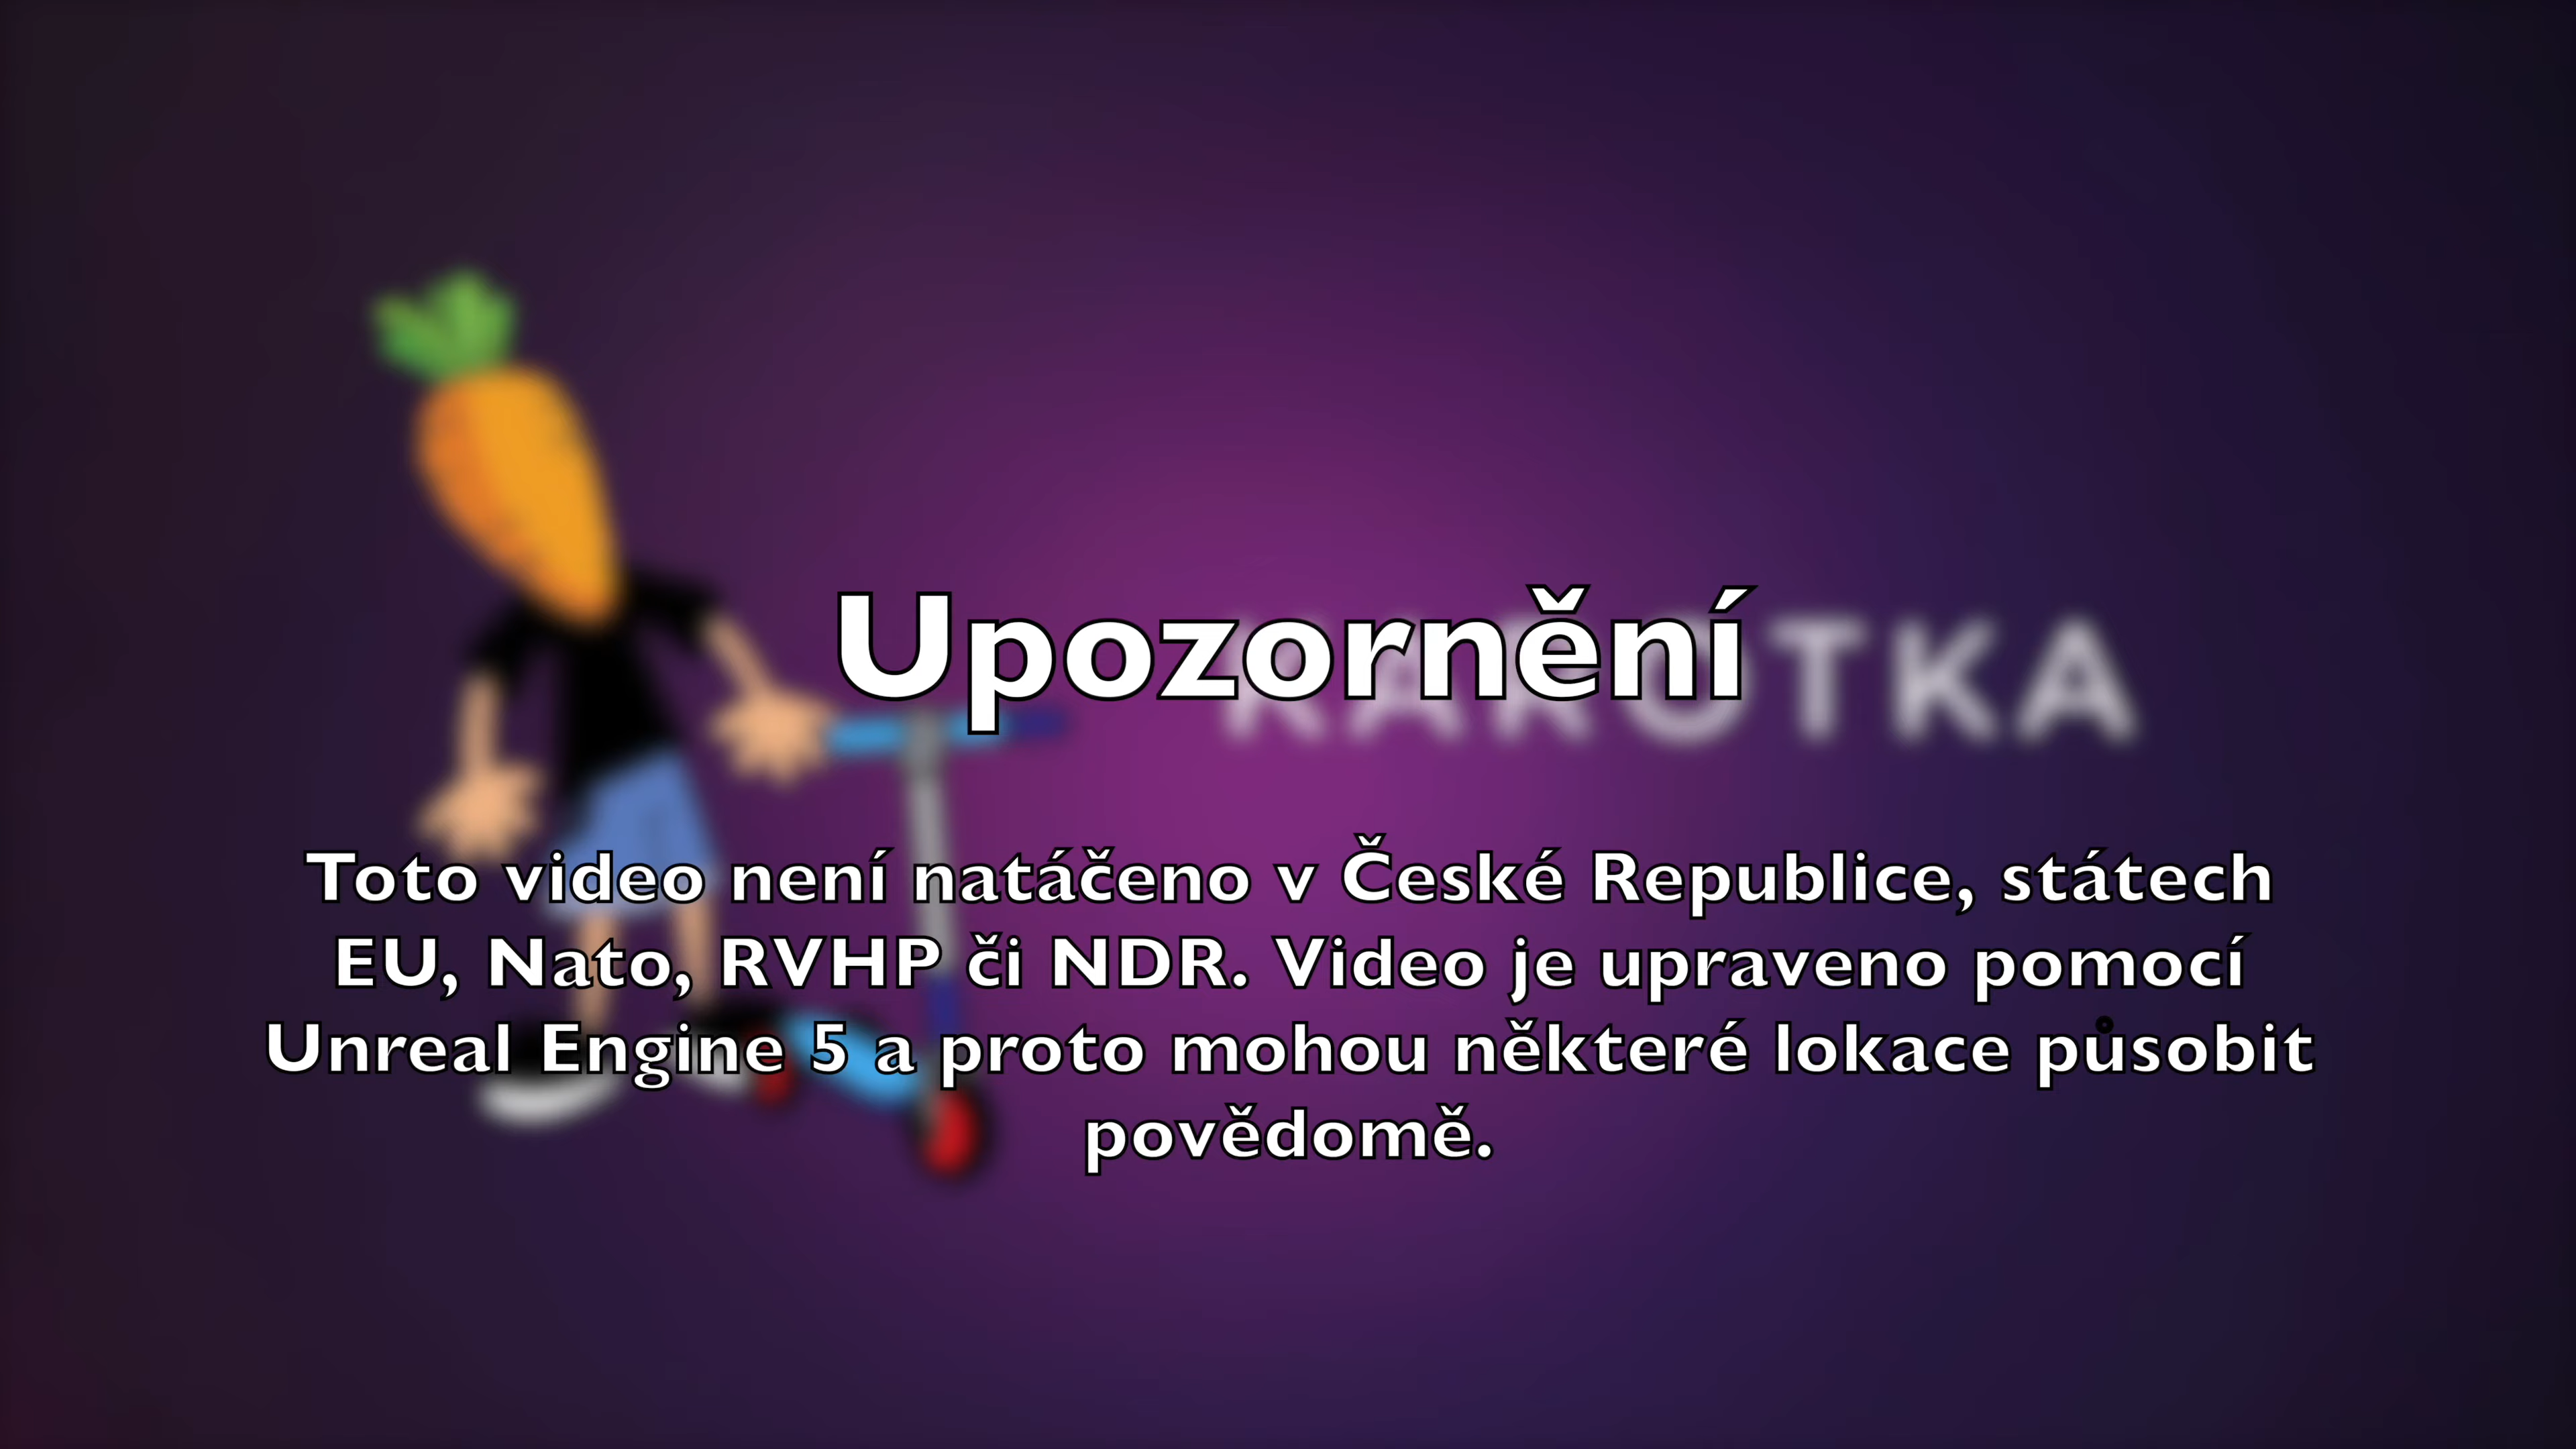 Upozornění
KAROTKA
Toto video není natáčeno v České Republice, státech
EU, Nato, RVHP či NDR. Video je upraveno pomocí
Unreal Engine 5 a proto mohou některé lokace působit
povědomě.